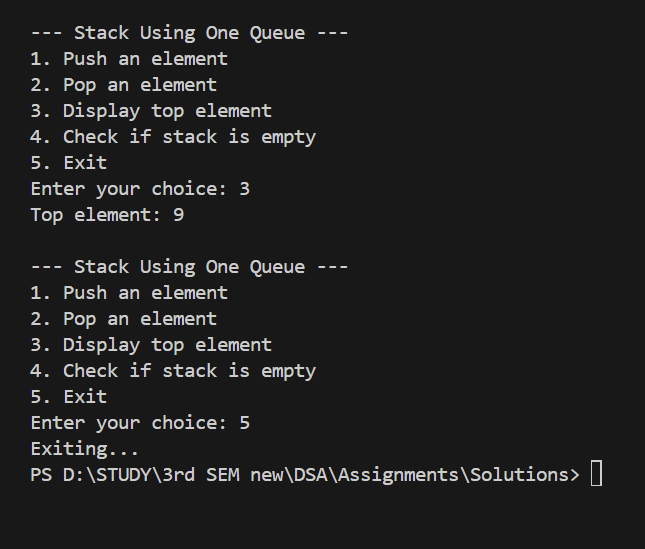 --- Stack Using One Queue ---
1. Push an element
2. Pop an element
3. Display top element
4. Check if stack is empty
5. Exit
Enter your choice: 3
Top element: 9
--- Stack Using One Queue ---
1. Push an element
2. Pop an element
3. Display top element
4. Check if stack is empty
5. Exit
Enter your choice: 5
Exiting...
PS D:\STUDY\3rd SEM new\DSA\Assignments\Solutions>